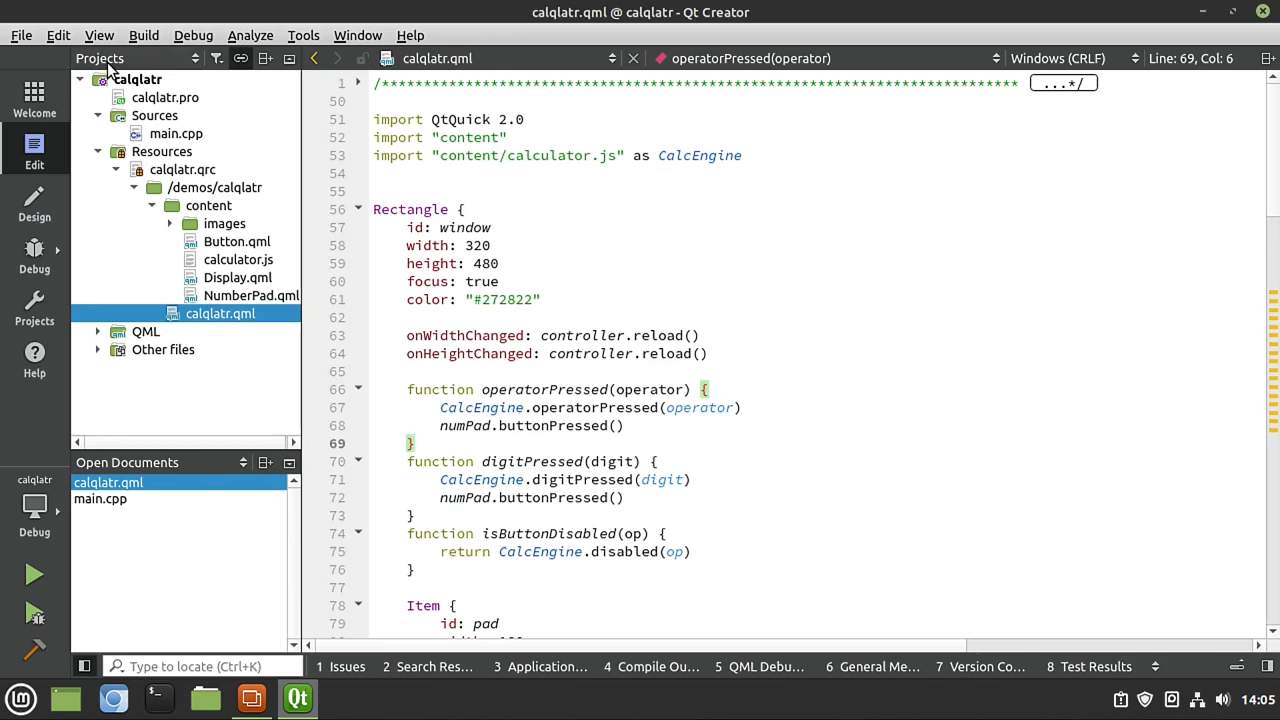 calqlatr.qml @ calqlatr - Qt Creator
File Edit View Build Debug Analyze Tools Window Help
Projects calqlatr.qml operatorPressed(operator) Windows (CRLF) Line: 69, Col: 6
Welcome
Edit
Design
Debug
Projects
Help
calqlatr
Debug
calqlatr
calqlatr.pro
Sources
main.cpp
Resources
calqlatr.qrc
/demos/calqlatr
content
images
Button.qml
calculator.js
Display.qml
NumberPad.qml
calqlatr.qml
QML
Other files
Open Documents
calqlatr.qml
main.cpp
1 /**************************************************************************** ...*/
50
51 import QtQuick 2.0
52 import "content"
53 import "content/calculator.js" as CalcEngine
54
55
56 Rectangle {
57 id: window
58 width: 320
59 height: 480
60 focus: true
61 color: "#272822"
62
63 onWidthChanged: controller.reload()
64 onHeightChanged: controller.reload()
65
66 function operatorPressed(operator) {
67 CalcEngine.operatorPressed(operator)
68 numPad.buttonPressed()
69 }
70 function digitPressed(digit) {
71 CalcEngine.digitPressed(digit)
72 numPad.buttonPressed()
73 }
74 function isButtonDisabled(op) {
75 return CalcEngine.disabled(op)
76 }
77
78 Item {
79 id: pad
Type to locate (Ctrl+K) 1 Issues 2 Search Res... 3 Application... 4 Compile Ou... 5 QML Debu... 6 General Me... 7 Version Co... 8 Test Results
14:05